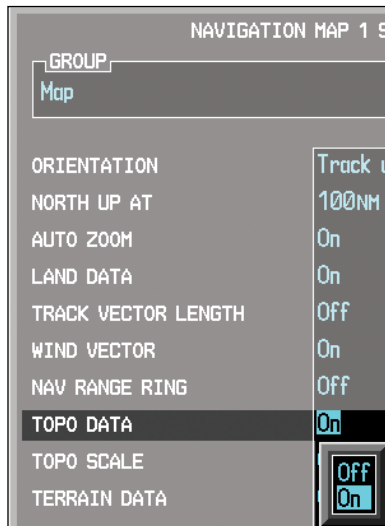 NAVIGATION MAP 1
GROUP
Map
ORIENTATION Track
NORTH UP AT 100NM
AUTO ZOOM On
LAND DATA On
TRACK VECTOR LENGTH Off
WIND VECTOR On
NAV RANGE RING Off
TOPO DATA On
TOPO SCALE
Off
TERRAIN DATA On